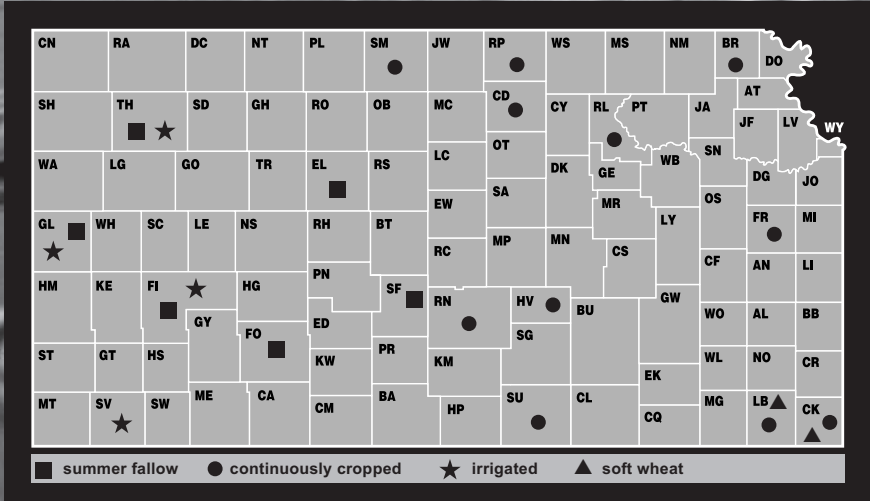 CN RA DC NT PL SM JW RP WS MS NM BR DO
SH TH SD GH RO OB MC CD CY RL PT JA AT
JF LV WY
WA LG GO TR EL RS LC OT DK GE WB SN
DG JO
GL WH SC LE NS RH BT EW SA MR LY OS FR MI
RC MP MN CS
HM KE FI HG PN SF CF AN LI
RN HV BU GW
GY FO ED SG WO AL BB
ST GT HS KW PR KM WL NO CR
EK
MT SV SW ME CA CM BA HP SU CL CQ MG LB CK
summer fallow continuously cropped irrigated soft wheat